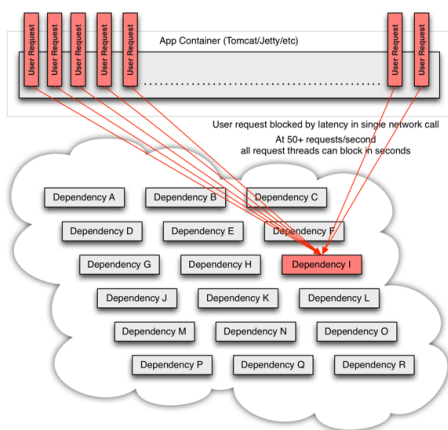 User Request
User Request
User Request
User Request
User Request
User Request
User Request
App Container (Tomcat/Jetty/etc)
User request blocked by latency in single network call
At 50+ requests/second
all request threads can block in seconds
Dependency A
Dependency B
Dependency C
Dependency D
Dependency E
Dependency F
Dependency G
Dependency H
Dependency I
Dependency J
Dependency K
Dependency L
Dependency M
Dependency N
Dependency O
Dependency P
Dependency Q
Dependency R